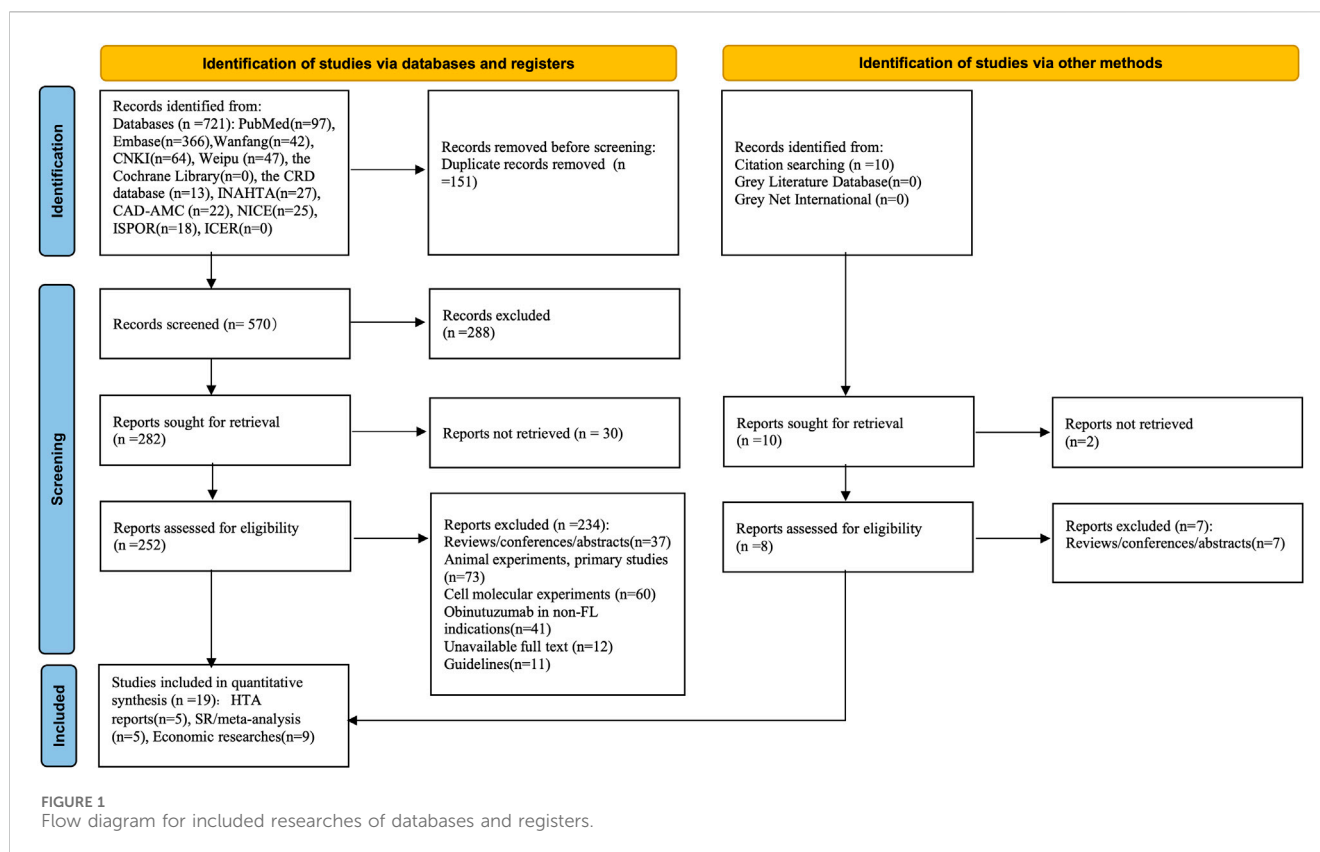 Identification of studies via databases and registers
Identification of studies via other methods
Identification
Records identified from:
Databases (n =721): PubMed(n=97),
Embase(n=366),Wanfang(n=42),
CNKI(n=64), Weipu (n=47), the
Cochrane Library(n=0), the CRD
database (n=13), INAHTA(n=27),
CAD-AMC (n=22), NICE(n=25),
ISPOR(n=18), ICER(n=0)
Records removed before screening:
Duplicate records removed (n
=151)
Records identified from:
Citation searching (n =10)
Grey Literature Database(n=0)
Grey Net International (n=0)
Screening
Records screened (n= 570）
Records excluded
(n =288)
Reports sought for retrieval
(n =282)
Reports not retrieved (n = 30)
Reports sought for retrieval
(n =10)
Reports not retrieved
(n=2)
Reports assessed for eligibility
(n =252)
Reports excluded (n =234):
Reviews/conferences/abstracts(n=37)
Animal experiments, primary studies
(n=73)
Cell molecular experiments (n=60)
Obinutuzumab in non-FL
indications(n=41)
Unavailable full text (n=12)
Guidelines(n=11)
Reports assessed for eligibility
(n =8)
Reports excluded (n=7):
Reviews/conferences/abstracts(n=7)
Included
Studies included in quantitative
synthesis (n =19)： HTA
reports(n=5), SR/meta-analysis
(n=5), Economic researches(n=9)
FIGURE 1
Flow diagram for included researches of databases and registers.